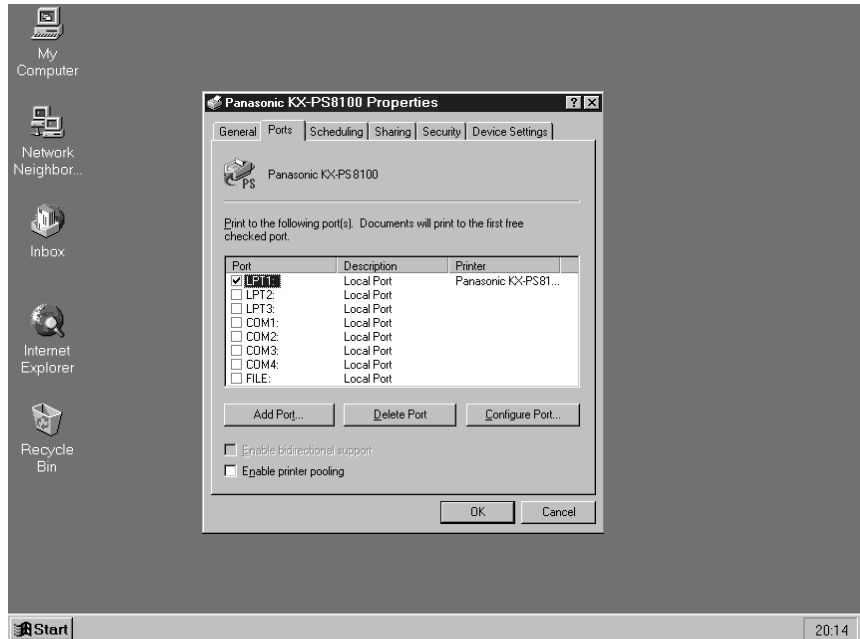 My
Computer
Network
Neighbor...
Inbox
Internet
Explorer
Recycle
Bin
Panasonic KX-PS8100 Properties
General Ports Scheduling Sharing Security Device Settings
PS
Panasonic KX-PS8100
Print to the following port(s). Documents will print to the first free
checked port.
Port Description Printer
LPT1: Local Port Panasonic KX-PS81...
LPT2: Local Port
LPT3: Local Port
COM1: Local Port
COM2: Local Port
COM3: Local Port
COM4: Local Port
FILE: Local Port
Add Port... Delete Port Configure Port...
Enable bidirectional support
Enable printer pooling
OK Cancel
Start 20:14